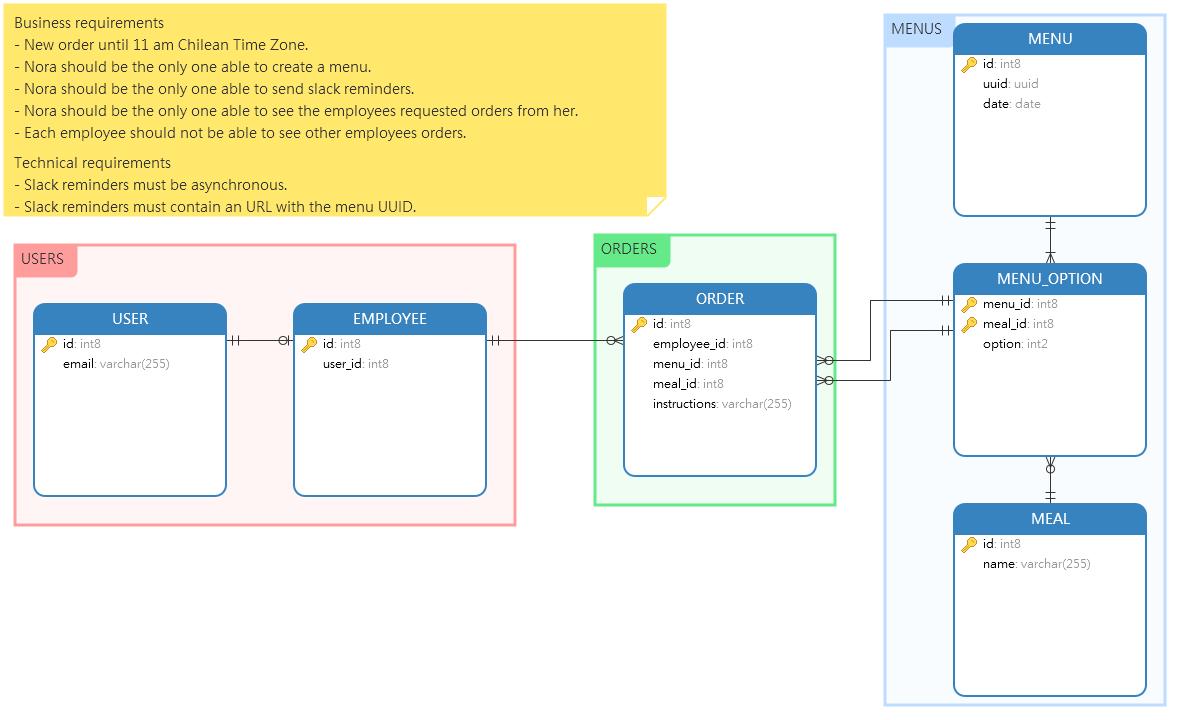 Business requirements
- New order until 11 am Chilean Time Zone.
- Nora should be the only one able to create a menu.
- Nora should be the only one able to send slack reminders.
- Nora should be the only one able to see the employees requested orders from her.
- Each employee should not be able to see other employees orders.
Technical requirements
- Slack reminders must be asynchronous.
- Slack reminders must contain an URL with the menu UUID.
USERS
USER
id: int8
email: varchar(255)
EMPLOYEE
id: int8
user_id: int8
ORDERS
ORDER
id: int8
employee_id: int8
menu_id: int8
meal_id: int8
instructions: varchar(255)
MENUS
MENU
id: int8
uuid: uuid
date: date
MENU_OPTION
menu_id: int8
meal_id: int8
option: int2
MEAL
id: int8
name: varchar(255)